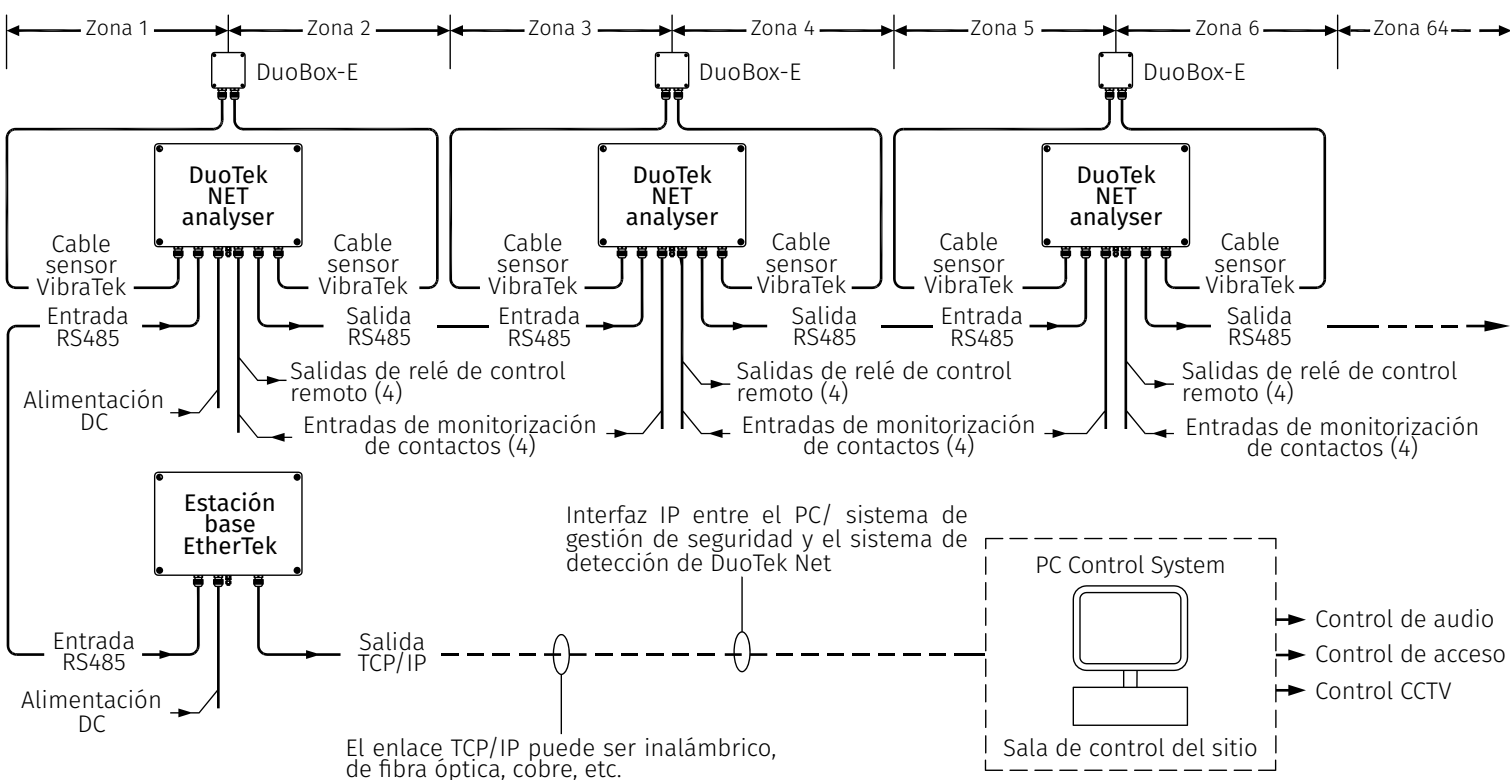 Zona 1
Zona 2
Zona 3
Zona 4
Zona 5
Zona 6
Zona 64
DuoBox-E
DuoBox-E
DuoBox-E
DuoTek
NET
analyser
DuoTek
NET
analyser
DuoTek
NET
analyser
Cable
sensor
VibraTek
Cable
sensor
VibraTek
Cable
sensor
VibraTek
Cable
sensor
VibraTek
Cable
sensor
VibraTek
Cable
sensor
VibraTek
Entrada
RS485
Salida
RS485
Entrada
RS485
Salida
RS485
Entrada
RS485
Salida
RS485
Alimentación
DC
Salidas de relé de control
remoto (4)
Salidas de relé de control
remoto (4)
Salidas de relé de control
remoto (4)
Entradas de monitorización
de contactos (4)
Entradas de monitorización
de contactos (4)
Entradas de monitorización
de contactos (4)
Estación
base
EtherTek
Interfaz IP entre el PC/ sistema de
gestión de seguridad y el sistema de
detección de DuoTek Net
PC Control System
Entrada
RS485
Salida
TCP/IP
Control de audio
Control de acceso
Control CCTV
Alimentación
DC
El enlace TCP/IP puede ser inalámbrico,
de fibra óptica, cobre, etc.
Sala de control del sitio